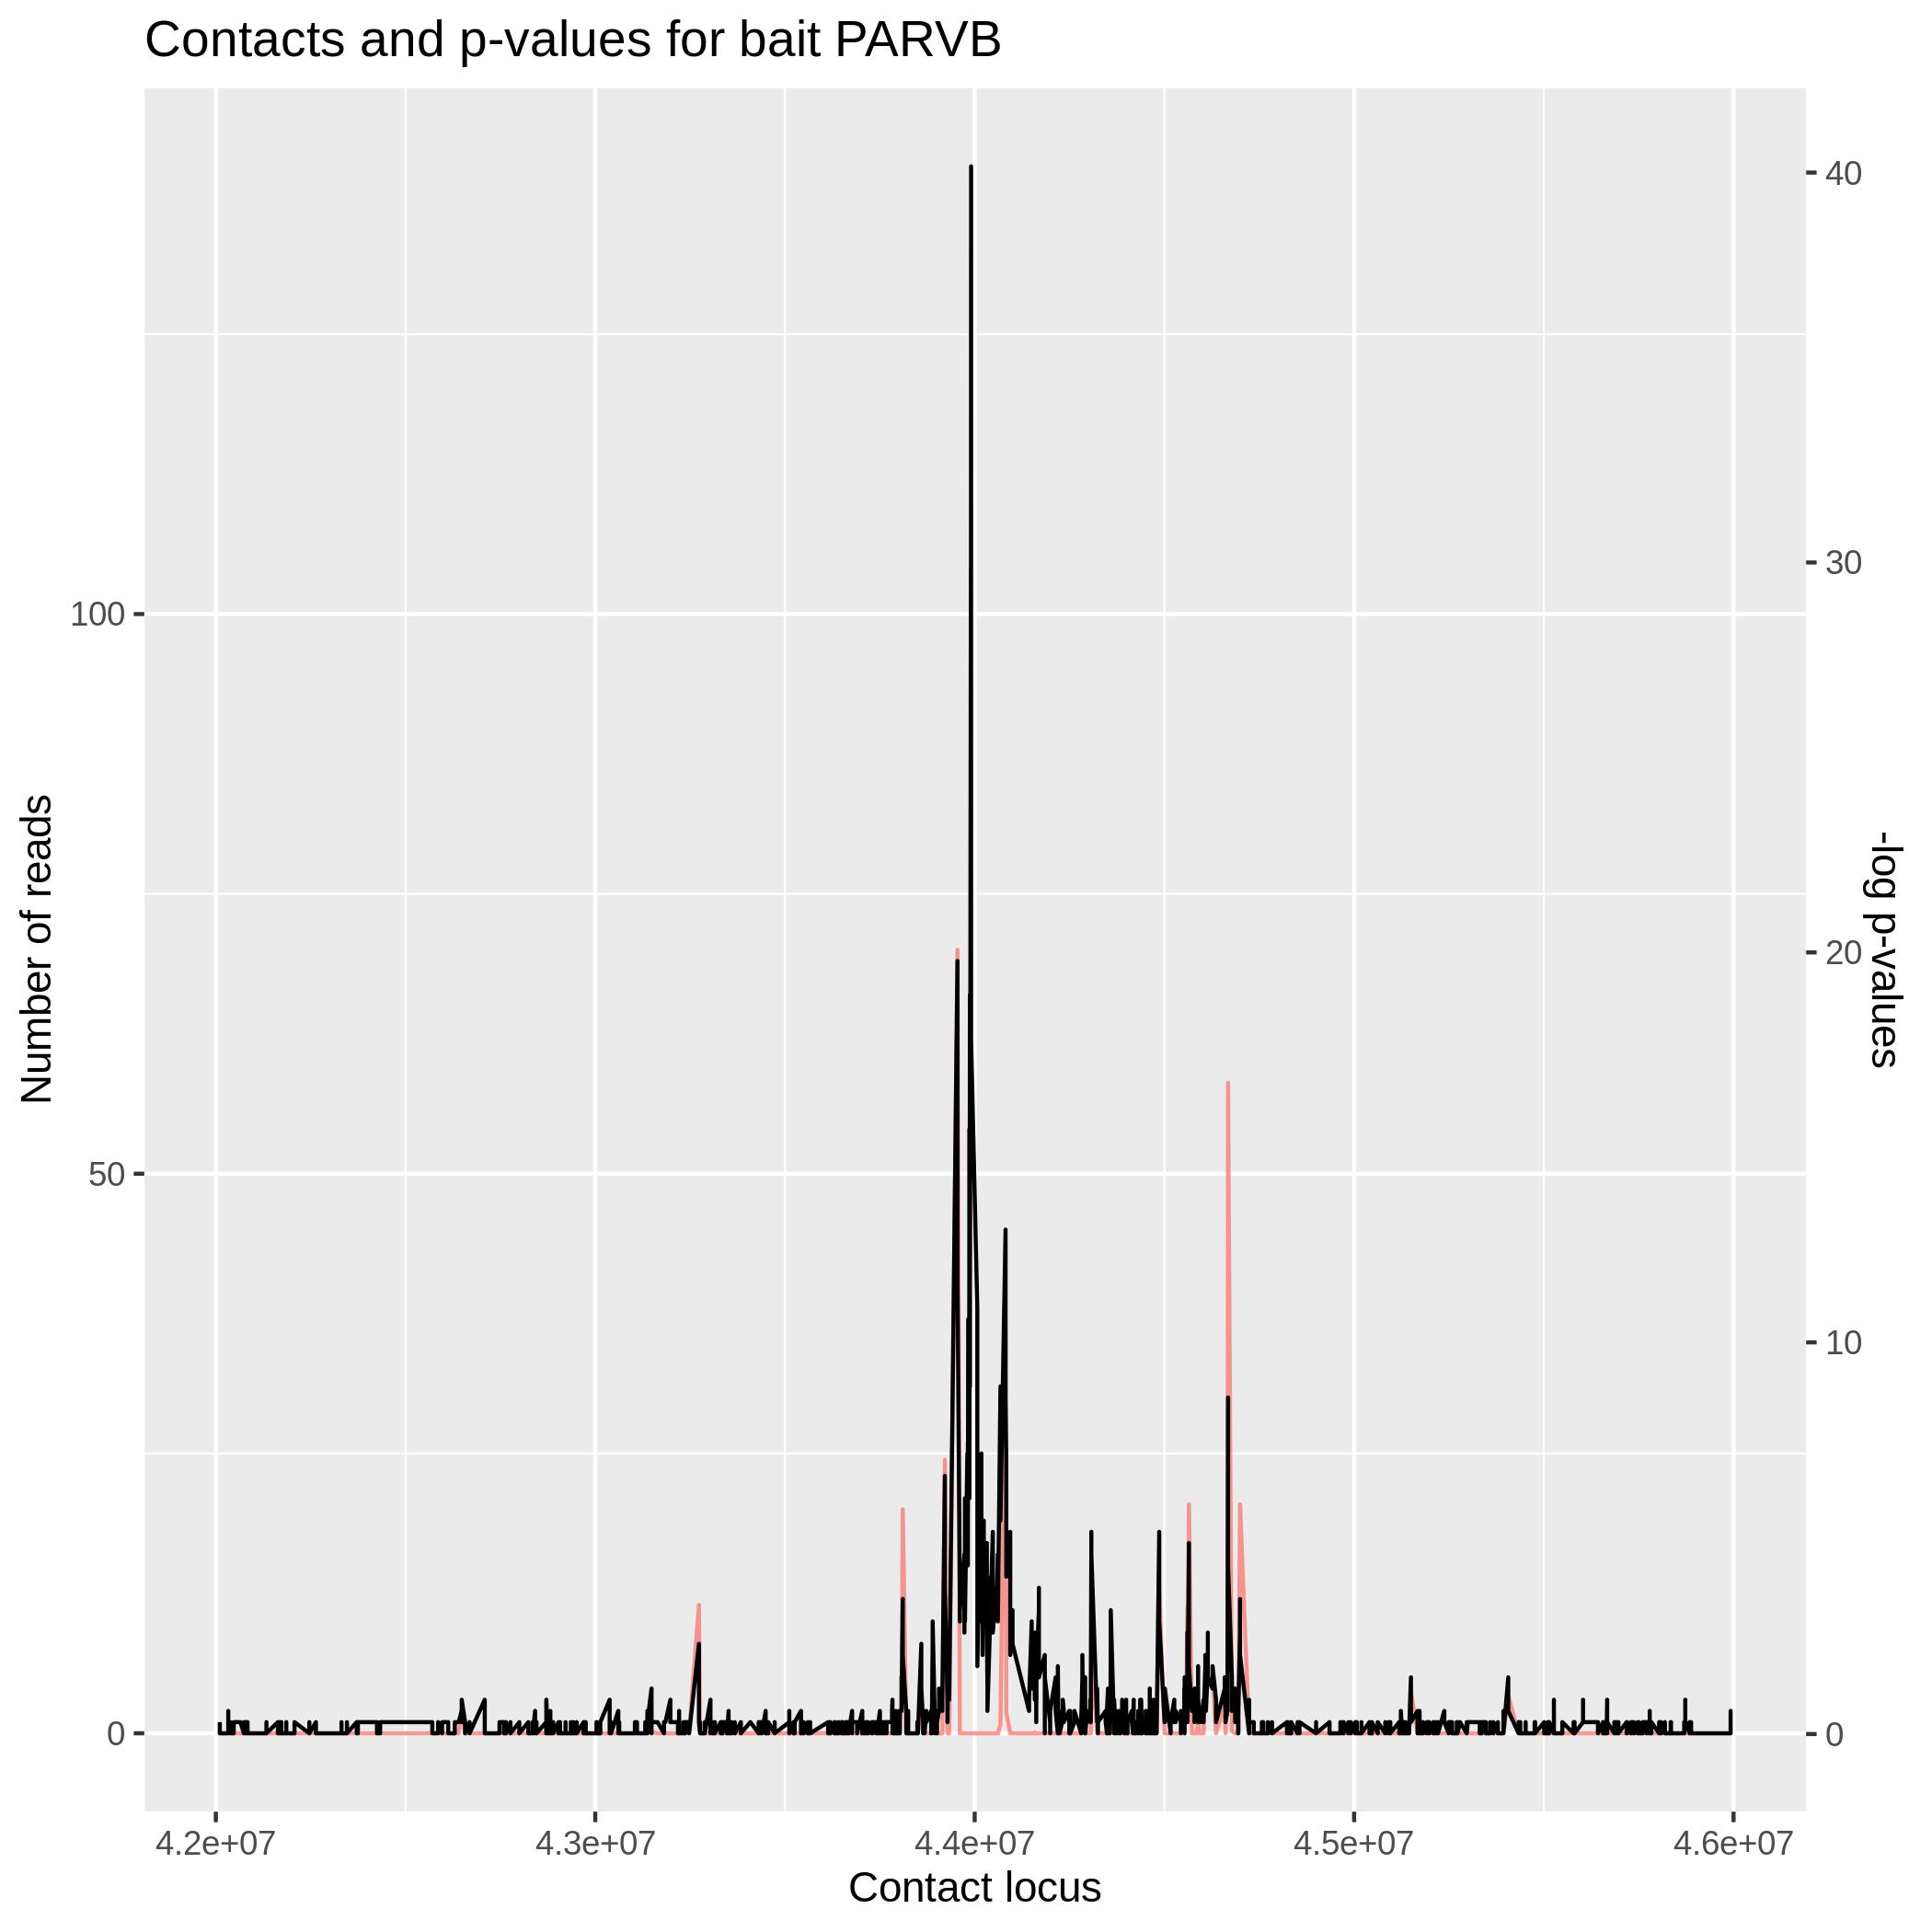 Contacts and p-values for bait PARVB
Number of reads
100
50
0
40
30
20
10
0
-log p-values
4.2e+07 4.3e+07 4.4e+07 4.5e+07 4.6e+07
Contact locus